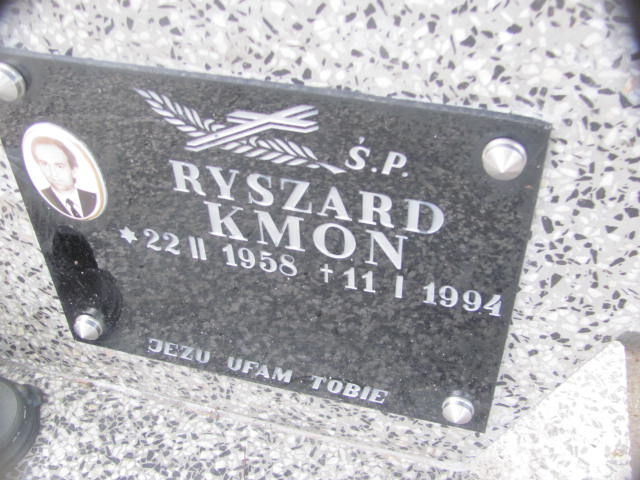 Ś.P.
RYSZARD
KMON
*22 II 1958 †11 I 1994
JEZU UFAM TOBIE